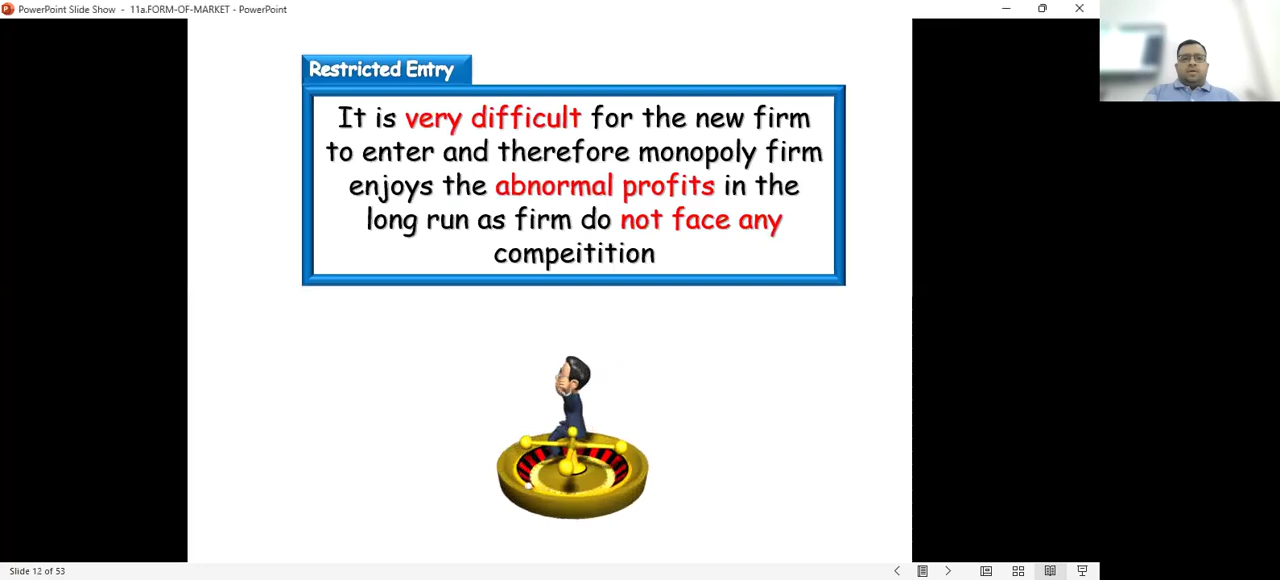 PowerPoint Slide Show - 11a.FORM-OF-MARKET - PowerPoint
Restricted Entry
It is very difficult for the new firm
to enter and therefore monopoly firm
enjoys the abnormal profits in the
long run as firm do not face any
compeitition
Slide 12 of 53